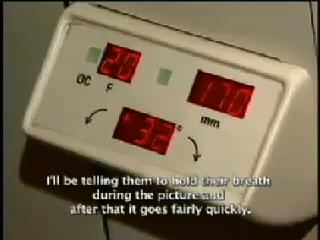 20
170
OC F
mm
32°
I'll be telling them to hold their breath
during the picture and
after that it goes fairly quickly.